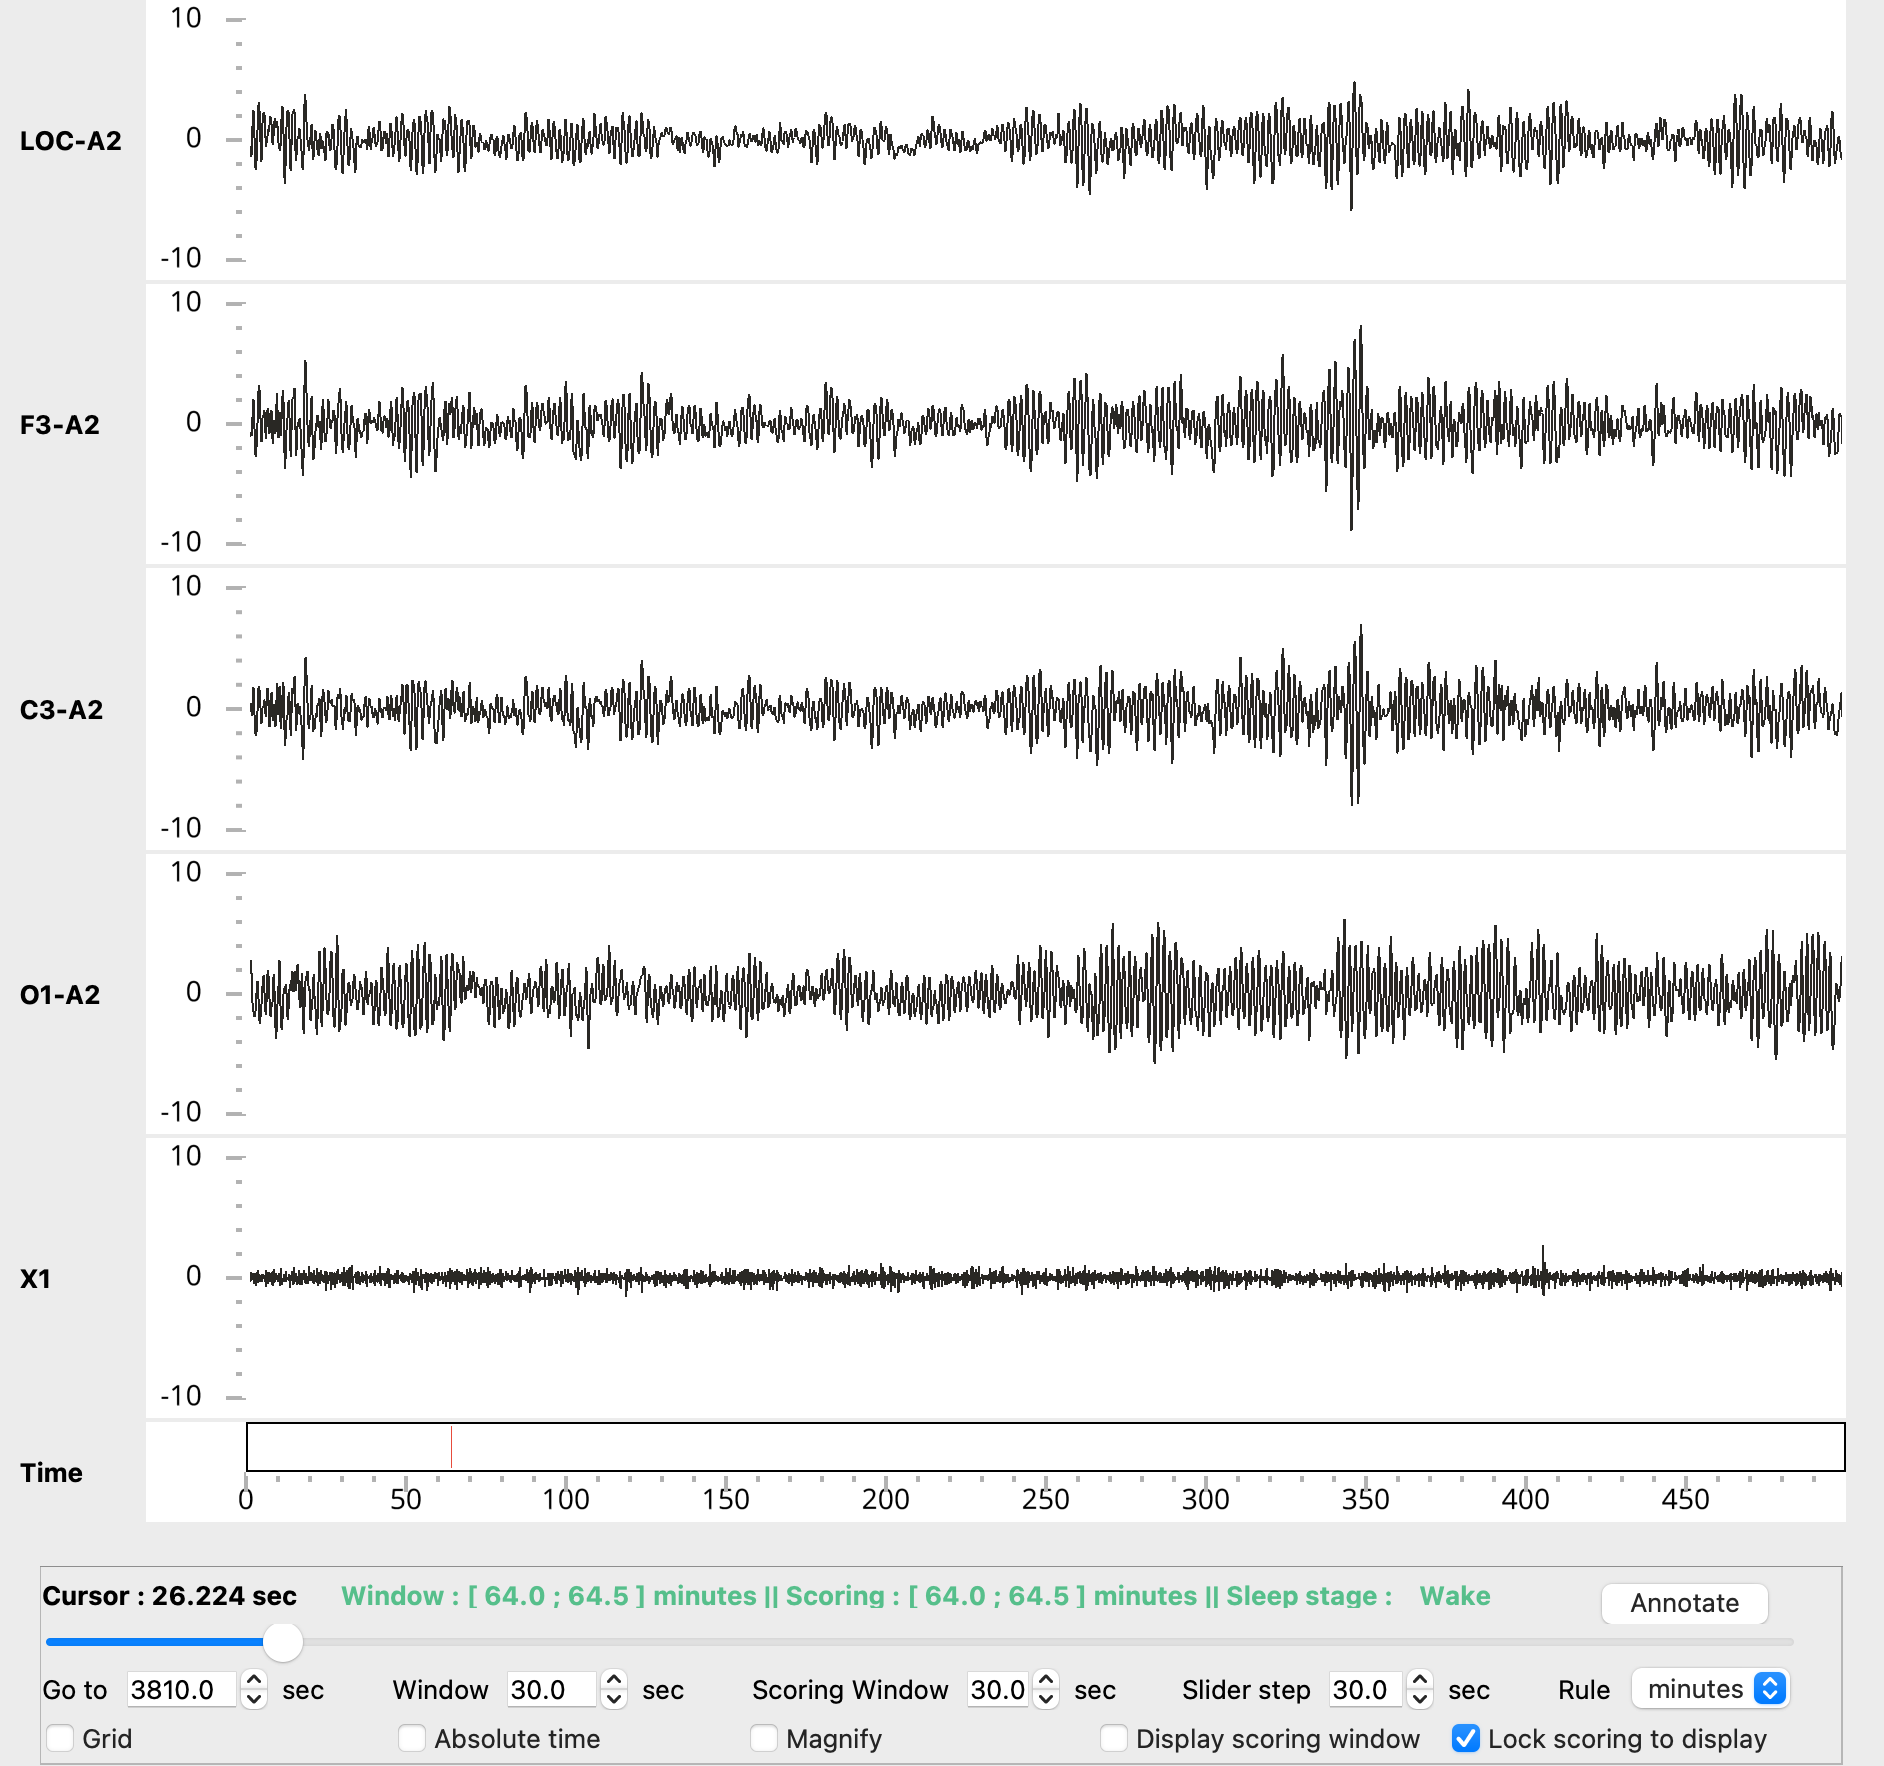 10
LOC-A2 0
-10
10
F3-A2 0
-10
10
C3-A2 0
-10
10
O1-A2 0
-10
10
X1 0
-10
Time
0 50 100 150 200 250 300 350 400 450
Cursor : 26.224 sec Window : [ 64.0 ; 64.5 ] minutes || Scoring : [ 64.0 ; 64.5 ] minutes || Sleep stage : Wake Annotate
Go to 3810.0 sec Window 30.0 sec Scoring Window 30.0 sec Slider step 30.0 sec Rule minutes
Grid Absolute time Magnify Display scoring window Lock scoring to display